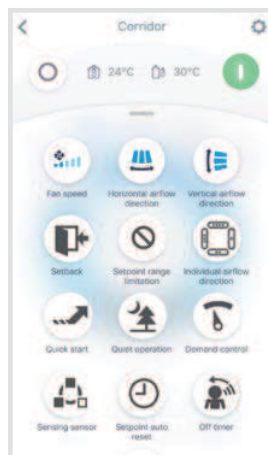 Corridor
24°C 30°C
Fan speed
Horizontal airflow
direction
Vertical airflow
direction
Setback
Setpoint range
limitation
Individual airflow
direction
Quick start
Quiet operation
Demand control
Sensing sensor
Setpoint auto
reset
Off timer